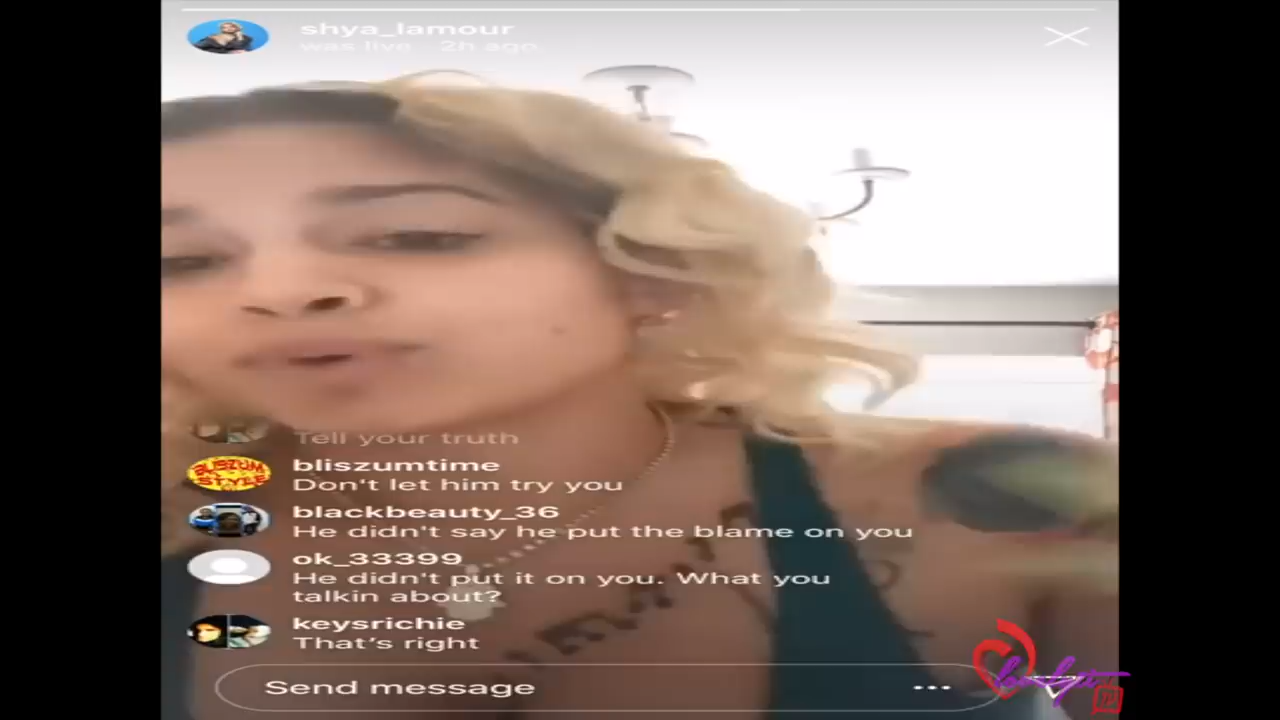 shya_lamour
was live 2h ago
Tell your truth
bliszumtime
BLISZUM
STYLE
Don't let him try you
blackbeauty_36
He didn't say he put the blame on you
ok_33399
He didn't put it on you. What you
talkin about?
keysrichie
That's right
Send message